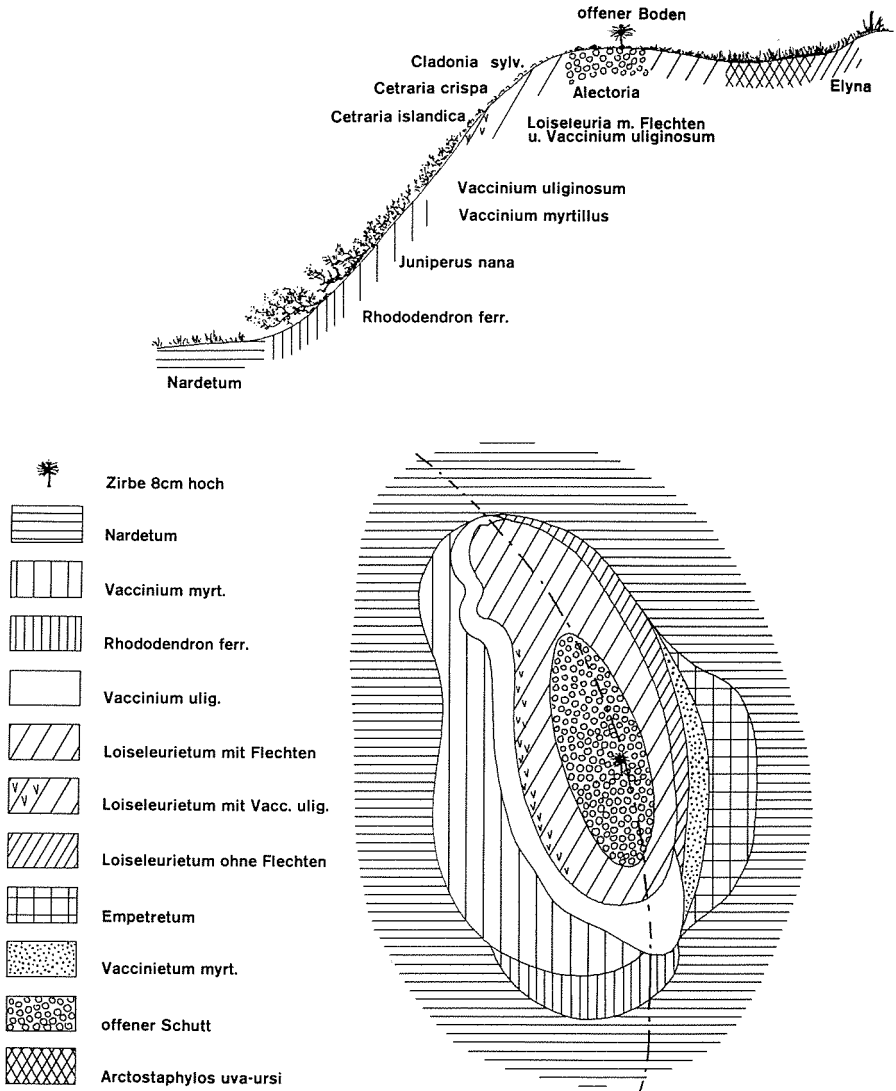 offener Boden
Cladonia sylv.
Cetraria crispa
Cetraria islandica
Alectoria
Elyna
Loiseleuria m. Flechten
u. Vaccinium uliginosum
Vaccinium uliginosum
Vaccinium myrtillus
Juniperus nana
Rhododendron ferr.
Nardetum
Zirbe 8cm hoch
Nardetum
Vaccinium myrt.
Rhododendron ferr.
Vaccinium ulig.
Loiseleurietum mit Flechten
Loiseleurietum mit Vacc. ulig.
Loiseleurietum ohne Flechten
Empetretum
Vaccinietum myrt.
offener Schutt
Arctostaphylos uva-ursi